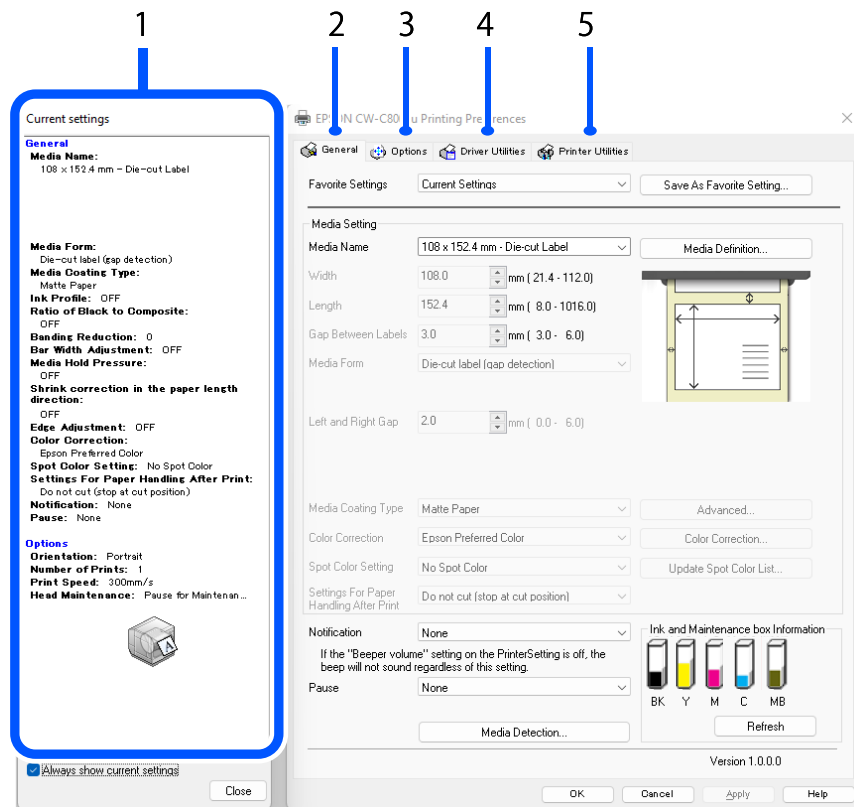 1 2 3 4 5
Current settings
General
Media Name:
108 x 152.4 mm - Die-cut Label
Media Form:
Die-cut label (gap detection)
Media Coating Type:
Matte Paper
Ink Profile: OFF
Ratio of Black to Composite:
OFF
Banding Reduction: 0
Bar Width Adjustment: OFF
Media Hold Pressure:
OFF
Shrink correction in the paper length
direction:
OFF
Edge Adjustment: OFF
Color Correction:
Epson Preferred Color
Spot Color Setting: No Spot Color
Settings For Paper Handling After Print:
Do not cut (stop at cut position)
Notification: None
Pause: None
Options
Orientation: Portrait
Number of Prints: 1
Print Speed: 300mm/s
Head Maintenance: Pause for Maintenan...
A
Always show current settings
Close
Printing
General Options Driver Utilities Printer Utilities
Favorite Settings Current Settings Save As Favorite Setting...
Media Setting
Media Name 108 x 152.4 mm - Die-cut Label Media Definition...
Width 108.0 mm ( 21.4 - 112.0)
Length 152.4 mm ( 8.0 - 1016.0)
Gap Between Labels 3.0 mm ( 3.0 - 6.0)
Media Form Die-cut label (gap detection)
Left and Right Gap 2.0 mm ( 0.0 - 6.0)
Media Coating Type Matte Paper Advanced...
Color Correction Epson Preferred Color Color Correction...
Spot Color Setting No Spot Color Update Spot Color List...
Settings For Paper
Handling After Print Do not cut (stop at cut position)
Notification None
If the "Beeper volume" setting on the PrinterSetting is off, the
beep will not sound regardless of this setting.
Pause None
Media Detection...
Ink and Maintenance box Information
BK Y M C MB
Refresh
Version 1.0.0.0
OK Cancel Apply Help